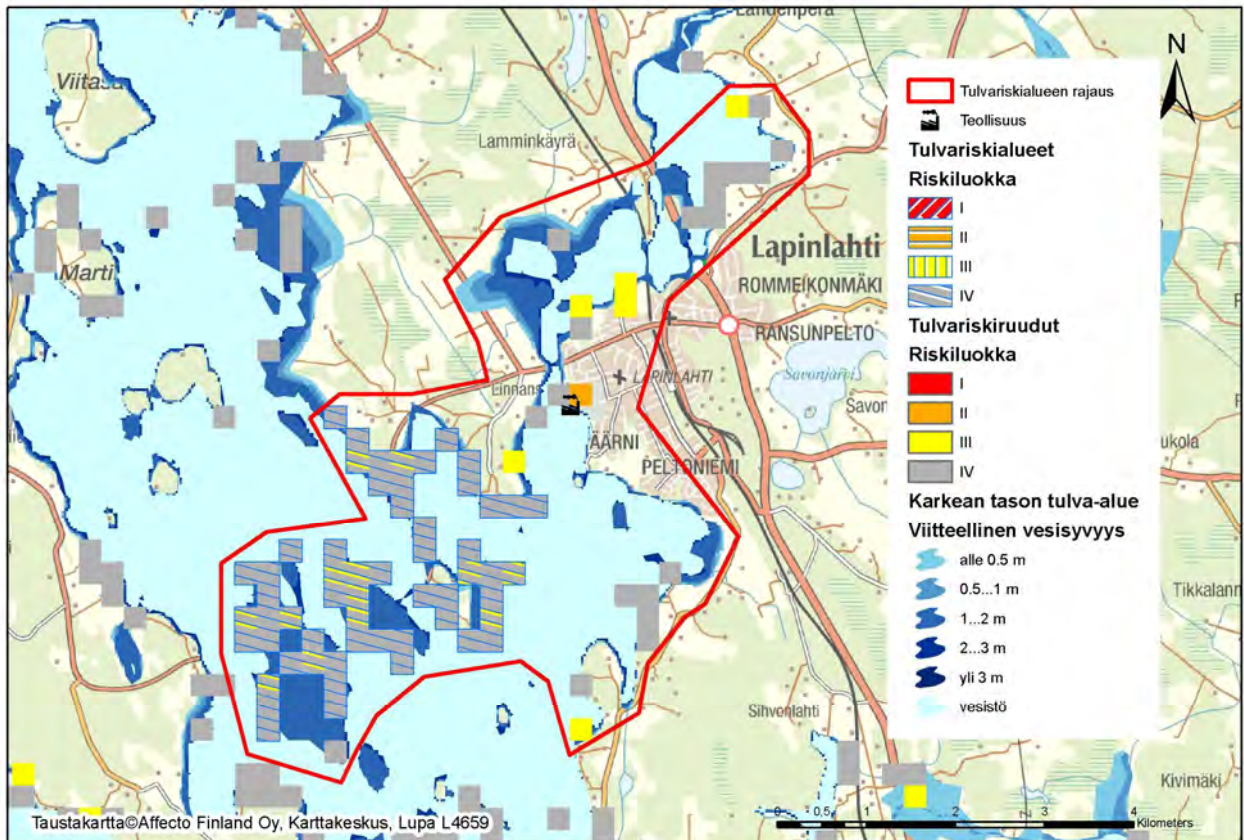 Viitasa
Marti
Lamminkäyrä
Lapinlahti
ROMMEIKONMÄKI
RANSUNPELTO
Linnans
LAPINLAHTI
Savonjärvi
Savon
ÄÄRNI
PELTONIEMI
ukola
Tikkalanm
Sihvonlahti
Kivimäki
N
Tulvariskialueen rajaus
Teollisuus
Tulvariskialueet
Riskiluokka
I
II
III
IV
Tulvariskiruudut
Riskiluokka
I
II
III
IV
Karkean tason tulva-alue
Viitteellinen vesisyvyys
alle 0.5 m
0.5...1 m
1...2 m
2...3 m
yli 3 m
vesistö
0 0,5 1 2 3 4
Kilometers
Taustakartta©Affecto Finland Oy, Karttakeskus, Lupa L4659